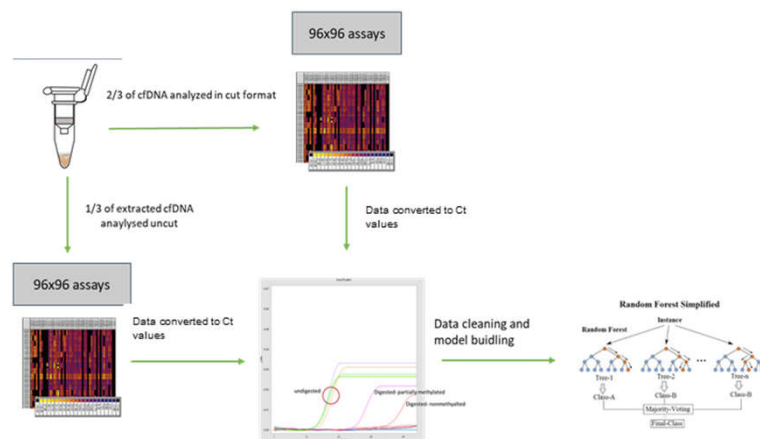 96x96 assays
2/3 of cfDNA analyzed in cut format
1/3 of extracted cfDNA
anaylysed uncut
Data converted to Ct
values
96x96 assays
Data converted to Ct
values
undigested
Digested- partially methylated
Digested- nonmethyalted
Data cleaning and
model buidling
Random Forest Simplified
Instance
Random Forest
Tree-1
Tree-2
...
Tree-n
Class-A
Class-B
Class-B
Majority-Voting
Final-Class